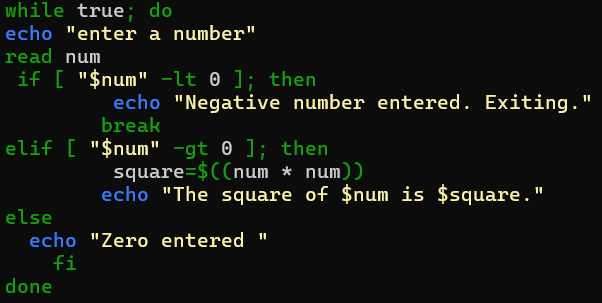 while true; do
echo "enter a number"
read num
 if [ "$num" -lt 0 ]; then
         echo "Negative number entered. Exiting."
        break
elif [ "$num" -gt 0 ]; then
         square=$((num * num))
        echo "The square of $num is $square."
else
  echo "Zero entered "
    fi
done